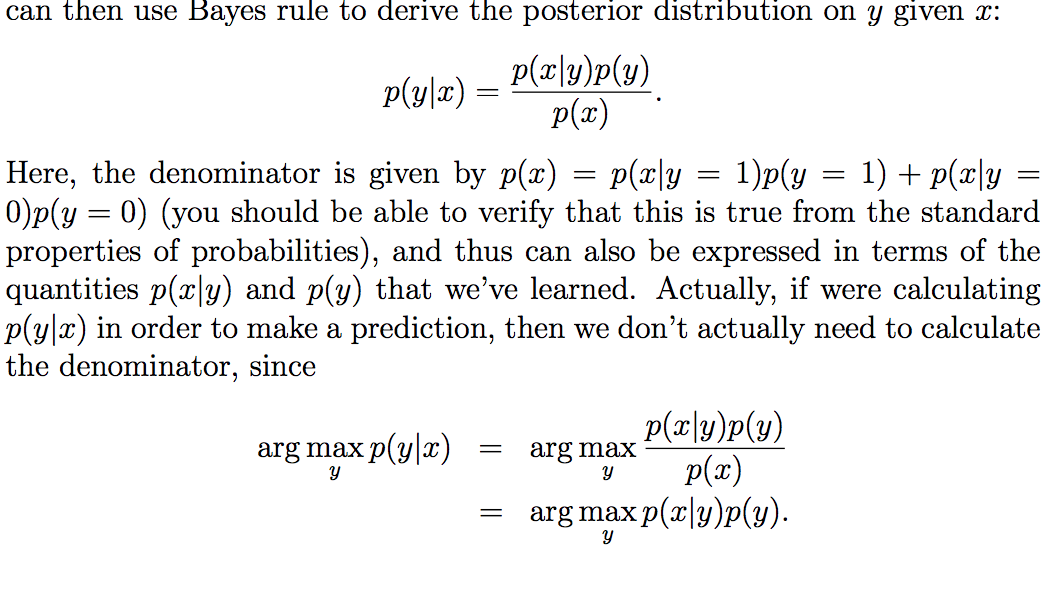 can then use Bayes rule to derive the posterior distribution on y given x:
p(y|x) = p(x|y)p(y) / p(x) .
Here, the denominator is given by p(x) = p(x|y = 1)p(y = 1) + p(x|y =
0)p(y = 0) (you should be able to verify that this is true from the standard
properties of probabilities), and thus can also be expressed in terms of the
quantities p(x|y) and p(y) that we've learned. Actually, if were calculating
p(y|x) in order to make a prediction, then we don't actually need to calculate
the denominator, since
arg max_y p(y|x) = arg max_y p(x|y)p(y) / p(x)
= arg max_y p(x|y)p(y).